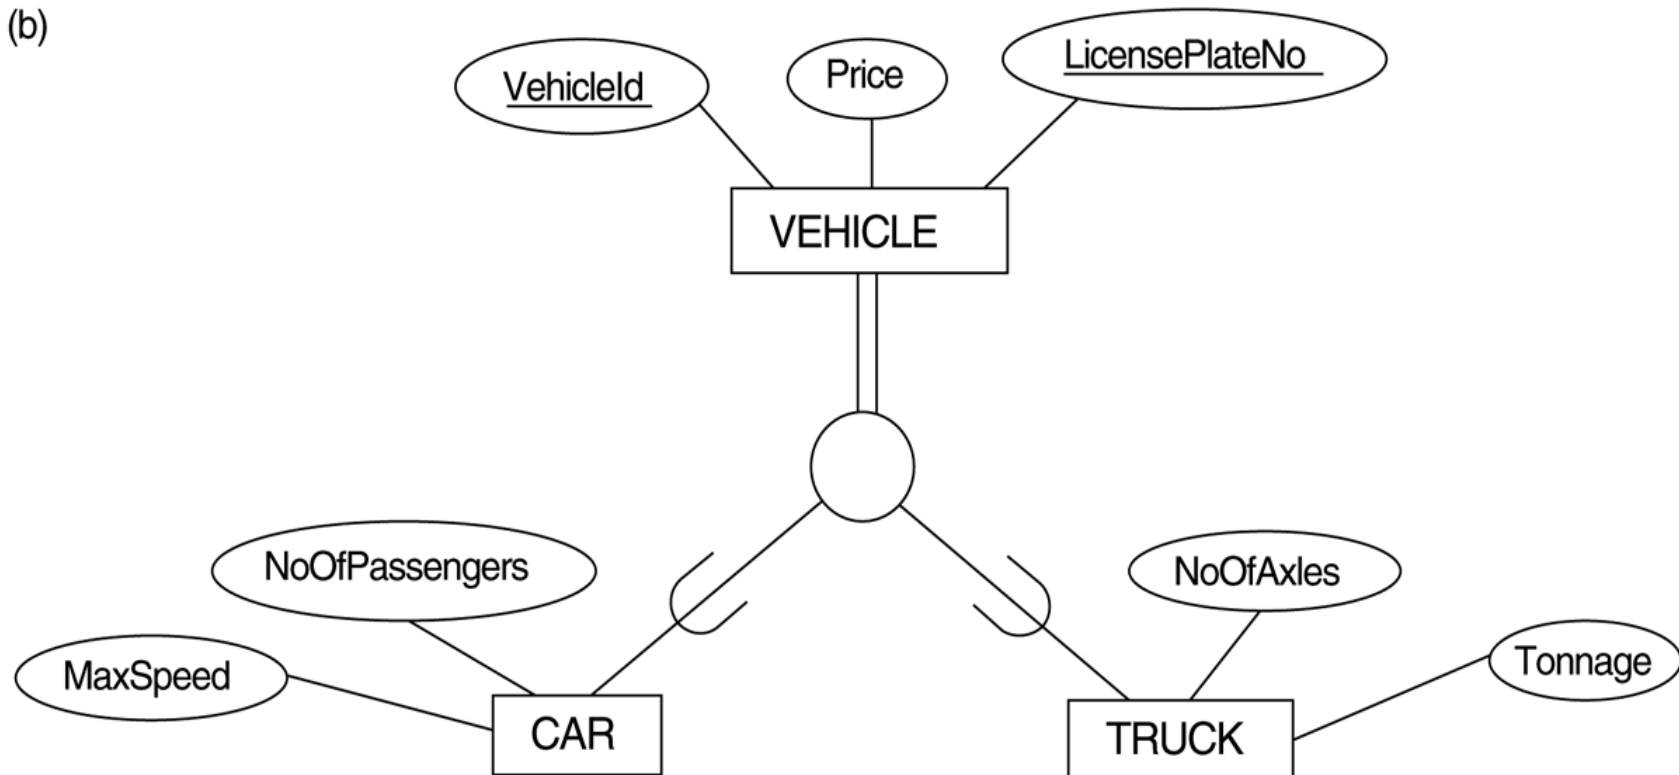 (b)
VehicleId
Price
LicensePlateNo
VEHICLE
NoOfPassengers
MaxSpeed
CAR
NoOfAxles
Tonnage
TRUCK